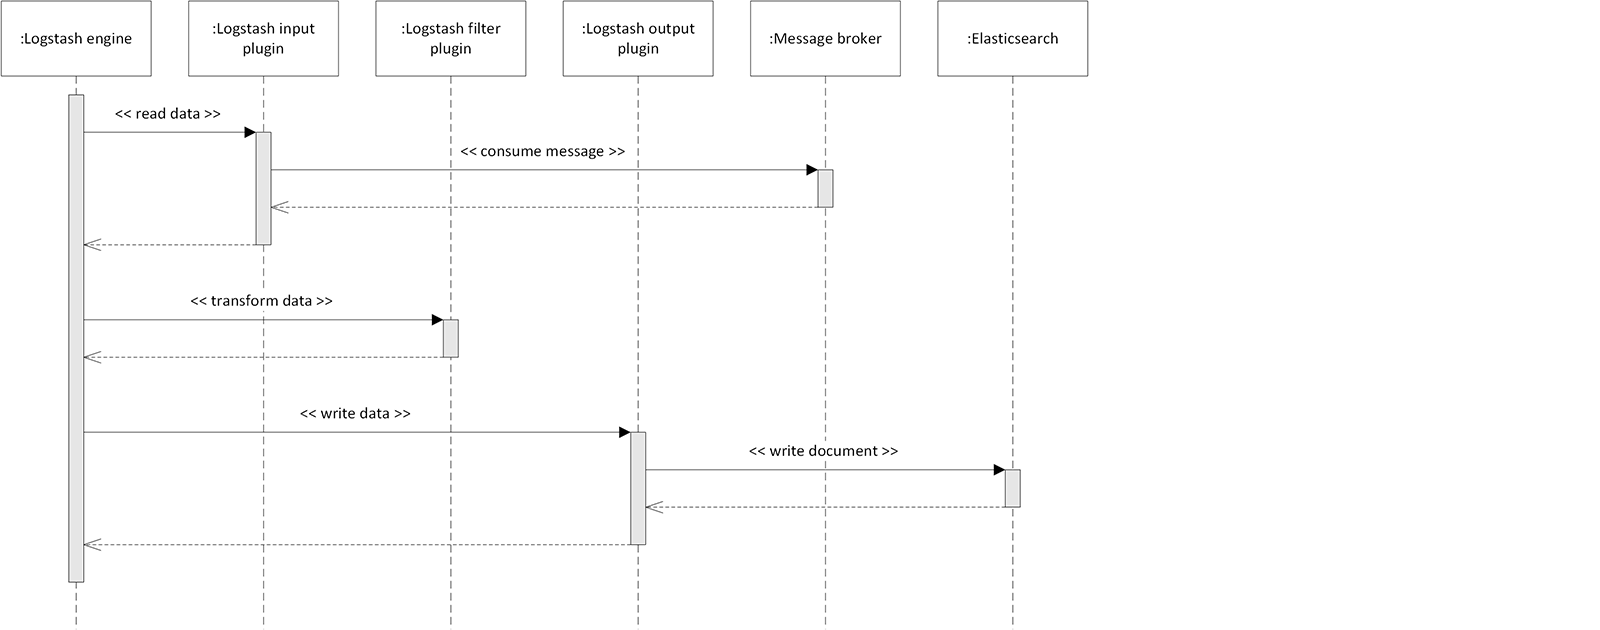 :Logstash engine
:Logstash input
plugin
:Logstash filter
plugin
:Logstash output
plugin
:Message broker
:Elasticsearch
<< read data >>
<< consume message >>
<< transform data >>
<< write data >>
<< write document >>